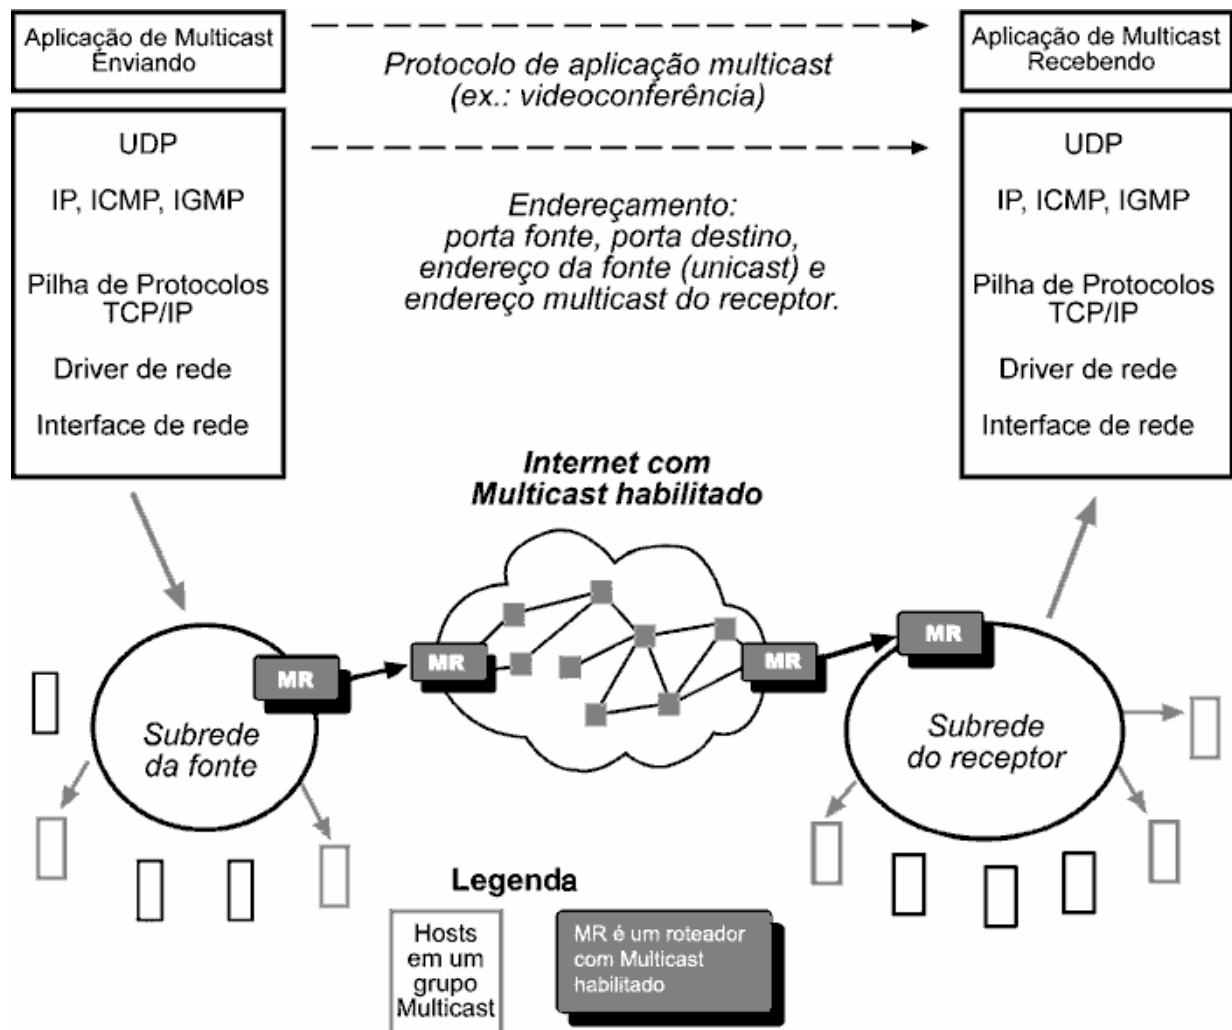 Aplicação de Multicast
Enviando
Protocolo de aplicação multicast
(ex.: videoconferência)
Aplicação de Multicast
Recebendo
UDP
IP, ICMP, IGMP
Pilha de Protocolos
TCP/IP
Driver de rede
Interface de rede
Endereçamento:
porta fonte, porta destino,
endereço da fonte (unicast) e
endereço multicast do receptor.
UDP
IP, ICMP, IGMP
Pilha de Protocolos
TCP/IP
Driver de rede
Interface de rede
Internet com
Multicast habilitado
MR
MR
MR
MR
Subrede
da fonte
Subrede
do receptor
Legenda
Hosts
em um
grupo
Multicast
MR é um roteador
com Multicast
habilitado